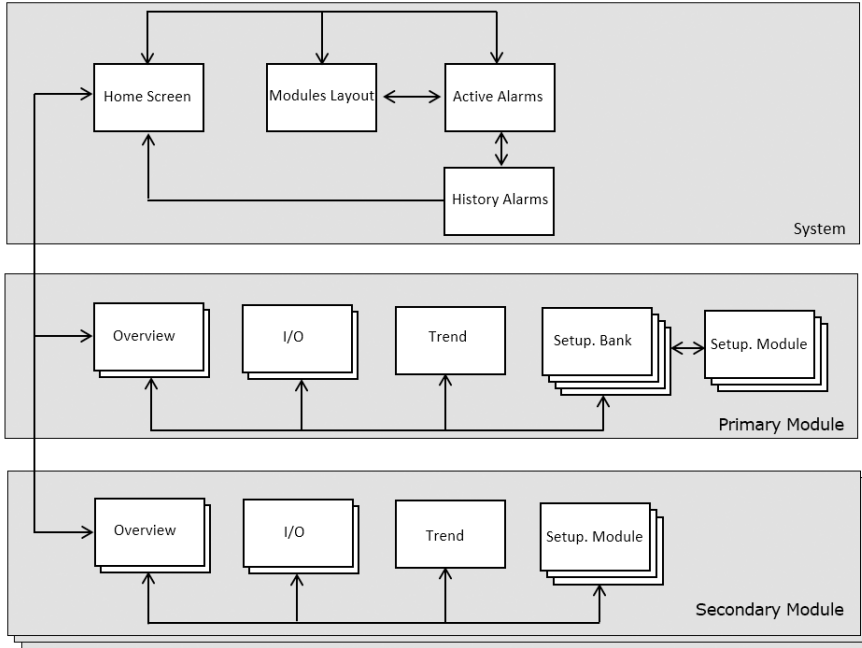 Home Screen
Modules Layout
Active Alarms
History Alarms
System
Overview
I/O
Trend
Setup. Bank
Setup. Module
Primary Module
Overview
I/O
Trend
Setup. Module
Secondary Module